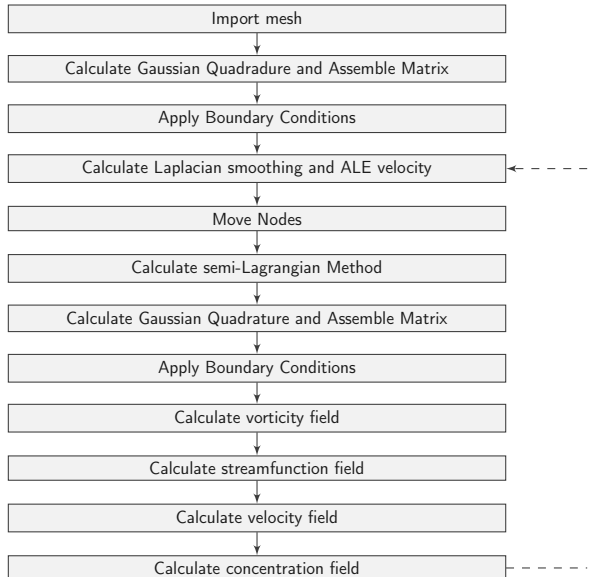 Import mesh
Calculate Gaussian Quadradure and Assemble Matrix
Apply Boundary Conditions
Calculate Laplacian smoothing and ALE velocity
Move Nodes
Calculate semi-Lagrangian Method
Calculate Gaussian Quadrature and Assemble Matrix
Apply Boundary Conditions
Calculate vorticity field
Calculate streamfunction field
Calculate velocity field
Calculate concentration field